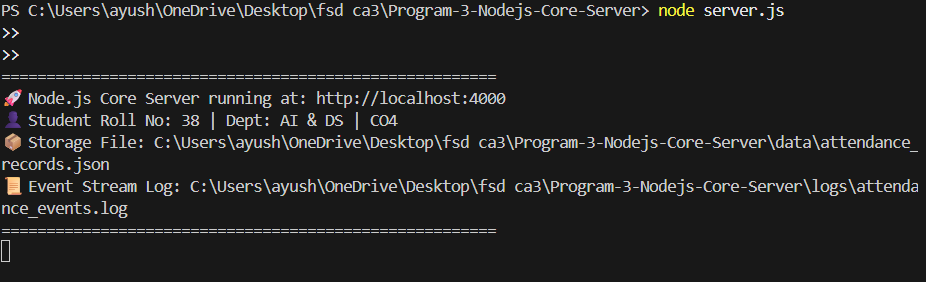 PS C:\Users\ayush\OneDrive\Desktop\fsd ca3\Program-3-Nodejs-Core-Server> node server.js
>>
>>
=======================================================
🚀 Node.js Core Server running at: http://localhost:4000
👤 Student Roll No: 38 | Dept: AI & DS | CO4
📦 Storage File: C:\Users\ayush\OneDrive\Desktop\fsd ca3\Program-3-Nodejs-Core-Server\data\attendance_
records.json
📜 Event Stream Log: C:\Users\ayush\OneDrive\Desktop\fsd ca3\Program-3-Nodejs-Core-Server\logs\attenda
nce_events.log
=======================================================